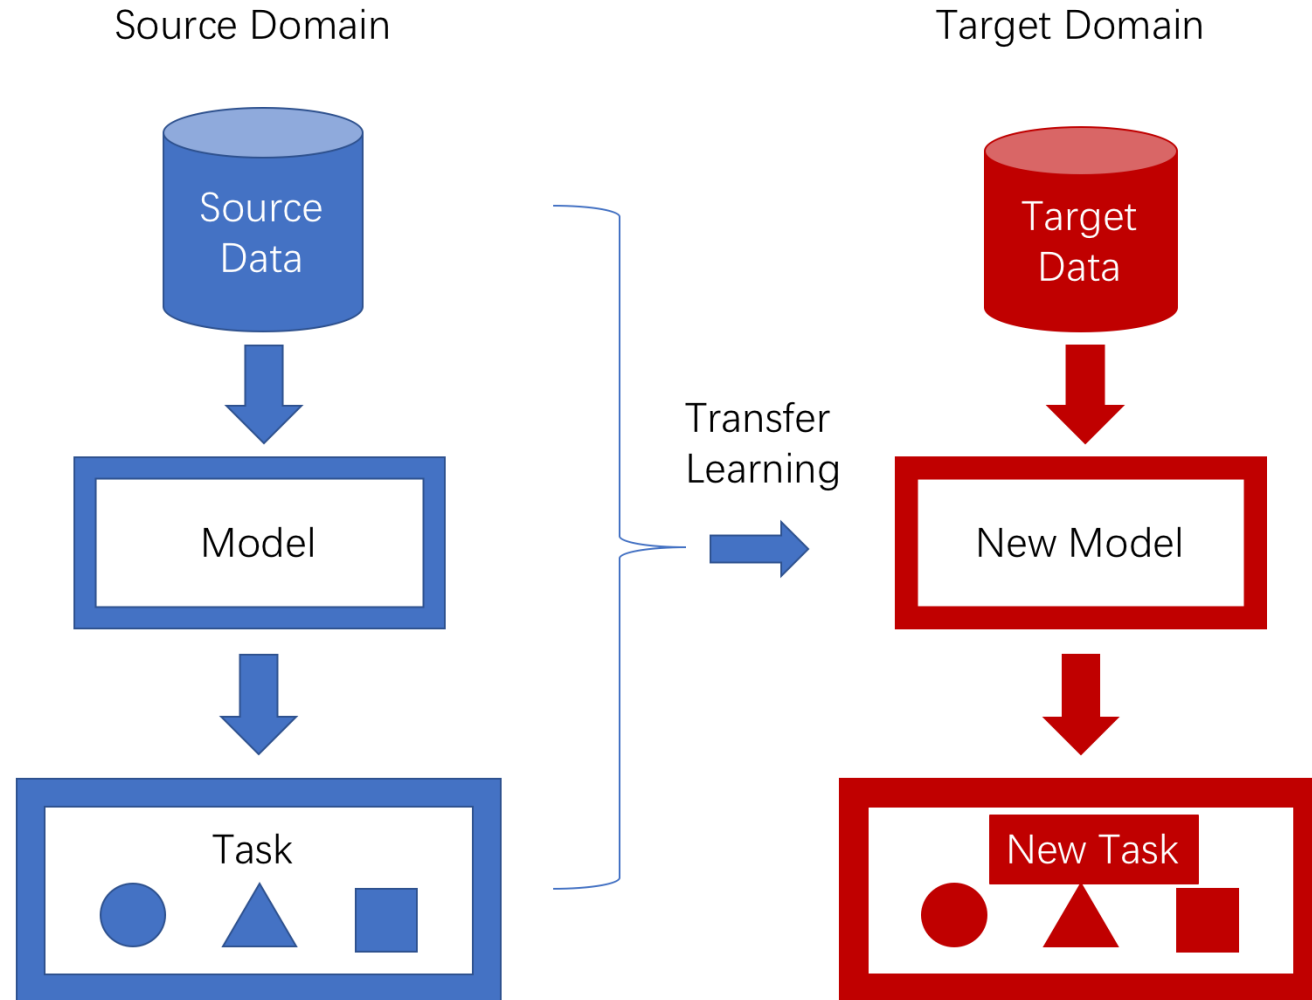 Source Domain
Target Domain
Source
Data
Target
Data
Transfer
Learning
Model
New Model
Task
New Task